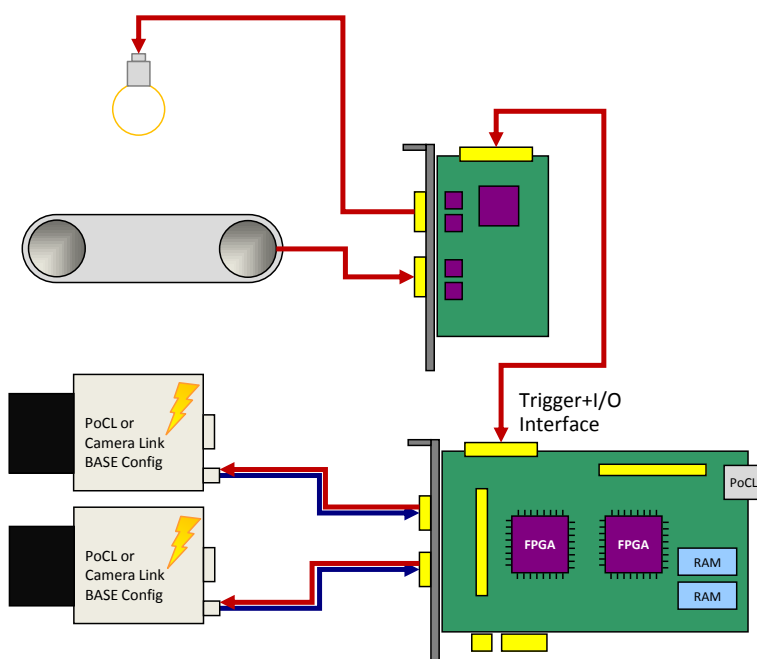 Trigger+I/O
Interface
PoCL or
Camera Link
BASE Config
PoCL
FPGA
FPGA
RAM
RAM
PoCL or
Camera Link
BASE Config